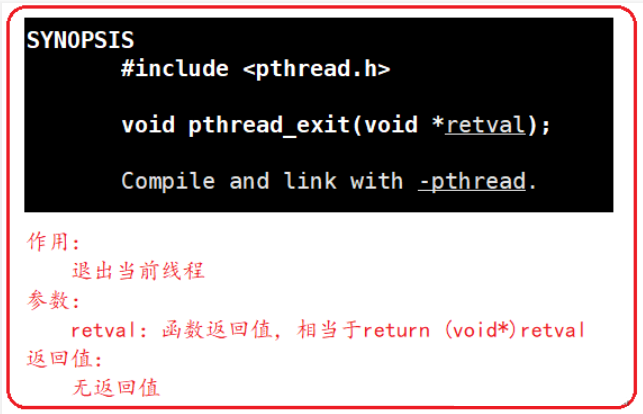 SYNOPSIS
#include <pthread.h>
void pthread_exit(void *retval);
Compile and link with -pthread.
作用：
退出当前线程
参数：
retval：函数返回值，相当于return (void*)retval
返回值：
无返回值